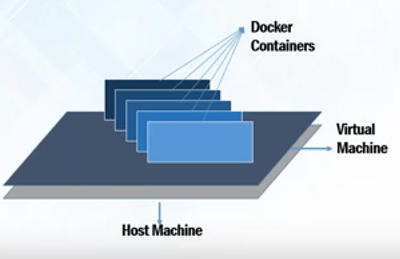 Docker
Containers
Virtual
Machine
Host Machine